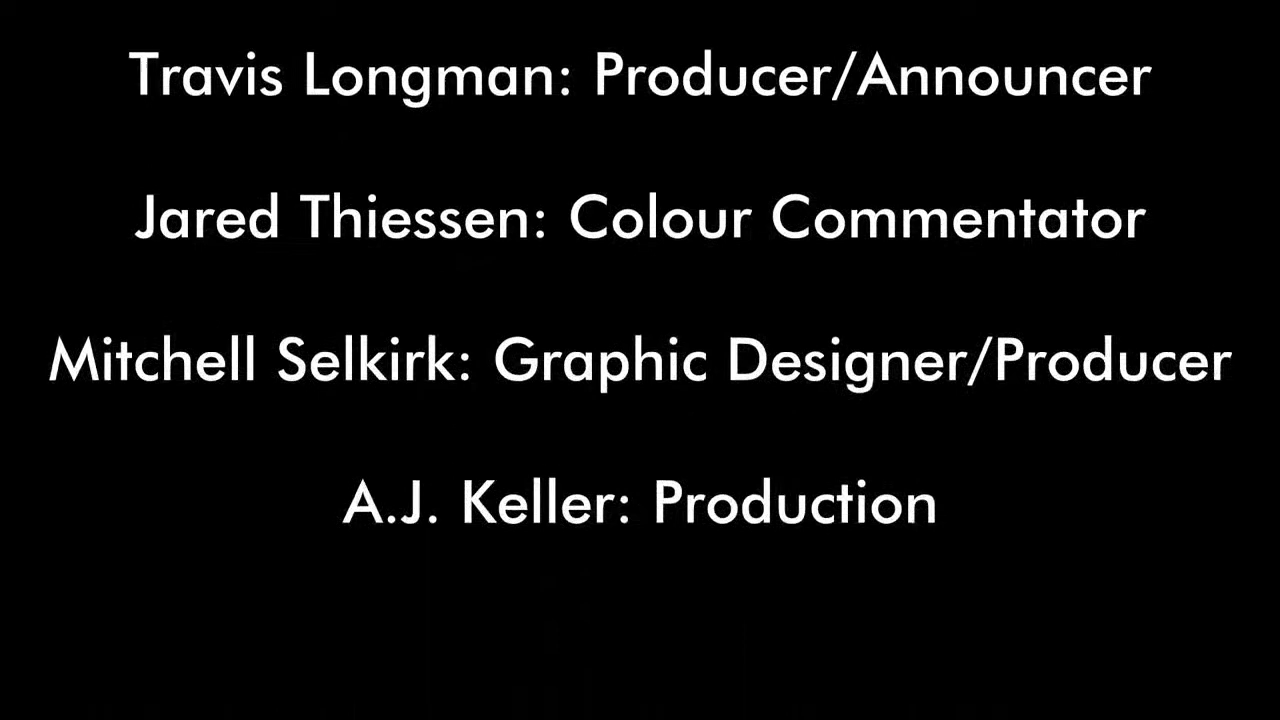 Travis Longman: Producer/Announcer
Jared Thiessen: Colour Commentator
Mitchell Selkirk: Graphic Designer/Producer
A.J. Keller: Production